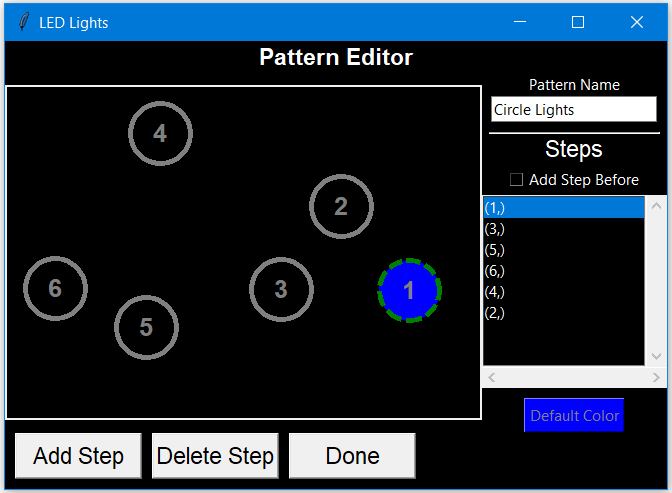 LED Lights
Pattern Editor
Pattern Name
Circle Lights
Steps
Add Step Before
(1,)
(3,)
(5,)
(6,)
(4,)
(2,)
Default Color
4
2
6
3
1
5
Add Step
Delete Step
Done